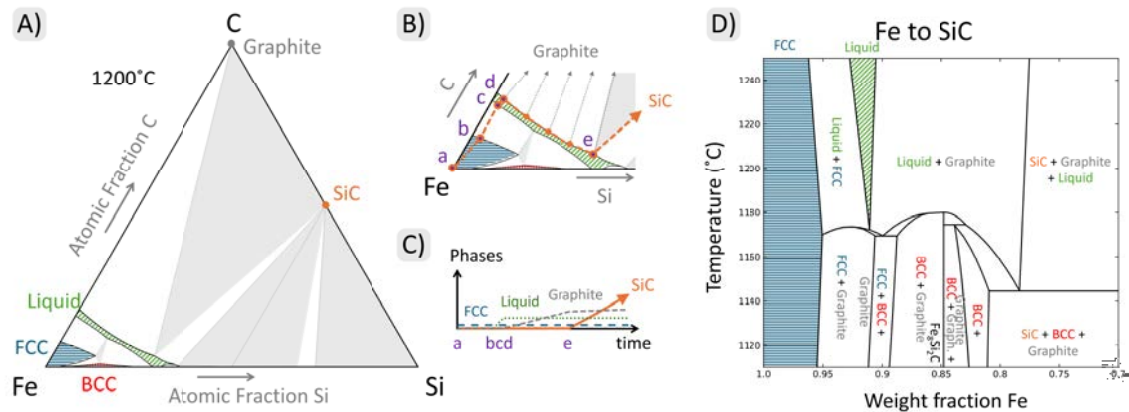 A)
C
Graphite
1200˚C
Atomic Fraction C
SiC
Liquid
FCC
Fe
BCC
Atomic Fraction Si
Si
B)
Graphite
C
d
c
b
a
e
SiC
Fe
Si
C)
Phases
SiC
Graphite
Liquid
FCC
a
bcd
e
time
D)
Fe to SiC
FCC
Liquid
1240
1220
1200
1180
1160
1140
1120
Temperature (˚C)
Liquid + FCC
Liquid + Graphite
SiC + Graphite
+ Liquid
FCC + Graphite
FCC + BCC +
Graphite
BCC + Graphite
Fe8Si2C
BCC + Graph. +
Graphite
BCC +
SiC + BCC +
Graphite
1.0
0.95
0.9
0.85
0.8
0.75
Weight fraction Fe